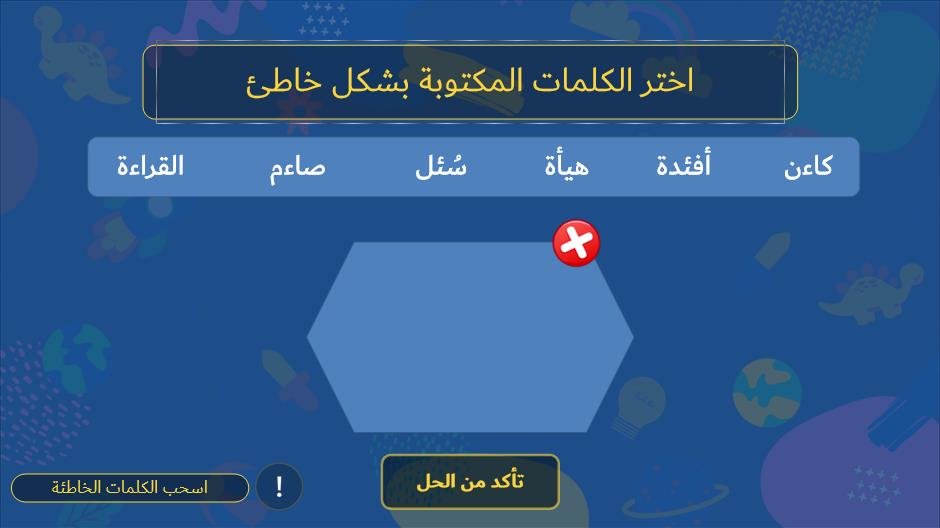 اختر الكلمات المكتوبة بشكل خاطئ
كاءن أفئدة هيأة سُئل صاءم القراءة
تأكد من الحل
! اسحب الكلمات الخاطئة